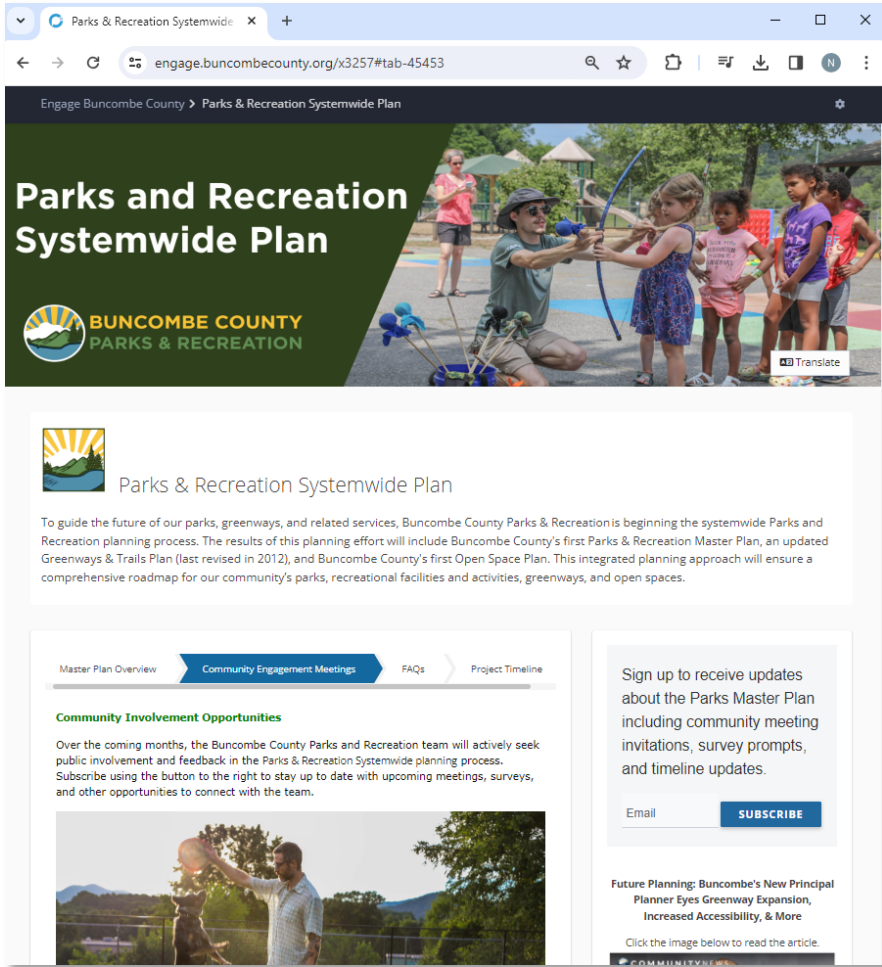 Parks & Recreation Systemwide
engage.buncombecounty.org/x3257#tab-45453
N
Engage Buncombe County > Parks & Recreation Systemwide Plan
Parks and Recreation
Systemwide Plan
BUNCOMBE COUNTY
PARKS & RECREATION
Translate
Parks & Recreation Systemwide Plan
To guide the future of our parks, greenways, and related services, Buncombe County Parks & Recreation is beginning the systemwide Parks and
Recreation planning process. The results of this planning effort will include Buncombe County's first Parks & Recreation Master Plan, an updated
Greenways & Trails Plan (last revised in 2012), and Buncombe County's first Open Space Plan. This integrated planning approach will ensure a
comprehensive roadmap for our community's parks, recreational facilities and activities, greenways, and open spaces.
Master Plan Overview
Community Engagement Meetings
FAQs
Project Timeline
Community Involvement Opportunities
Over the coming months, the Buncombe County Parks and Recreation team will actively seek
public involvement and feedback in the Parks & Recreation Systemwide planning process.
Subscribe using the button to the right to stay up to date with upcoming meetings, surveys,
and other opportunities to connect with the team.
Sign up to receive updates
about the Parks Master Plan
including community meeting
invitations, survey prompts,
and timeline updates.
Email
SUBSCRIBE
Future Planning: Buncombe's New Principal
Planner Eyes Greenway Expansion,
Increased Accessibility, & More
Click the image below to read the article.
COMMUNITYNEWS